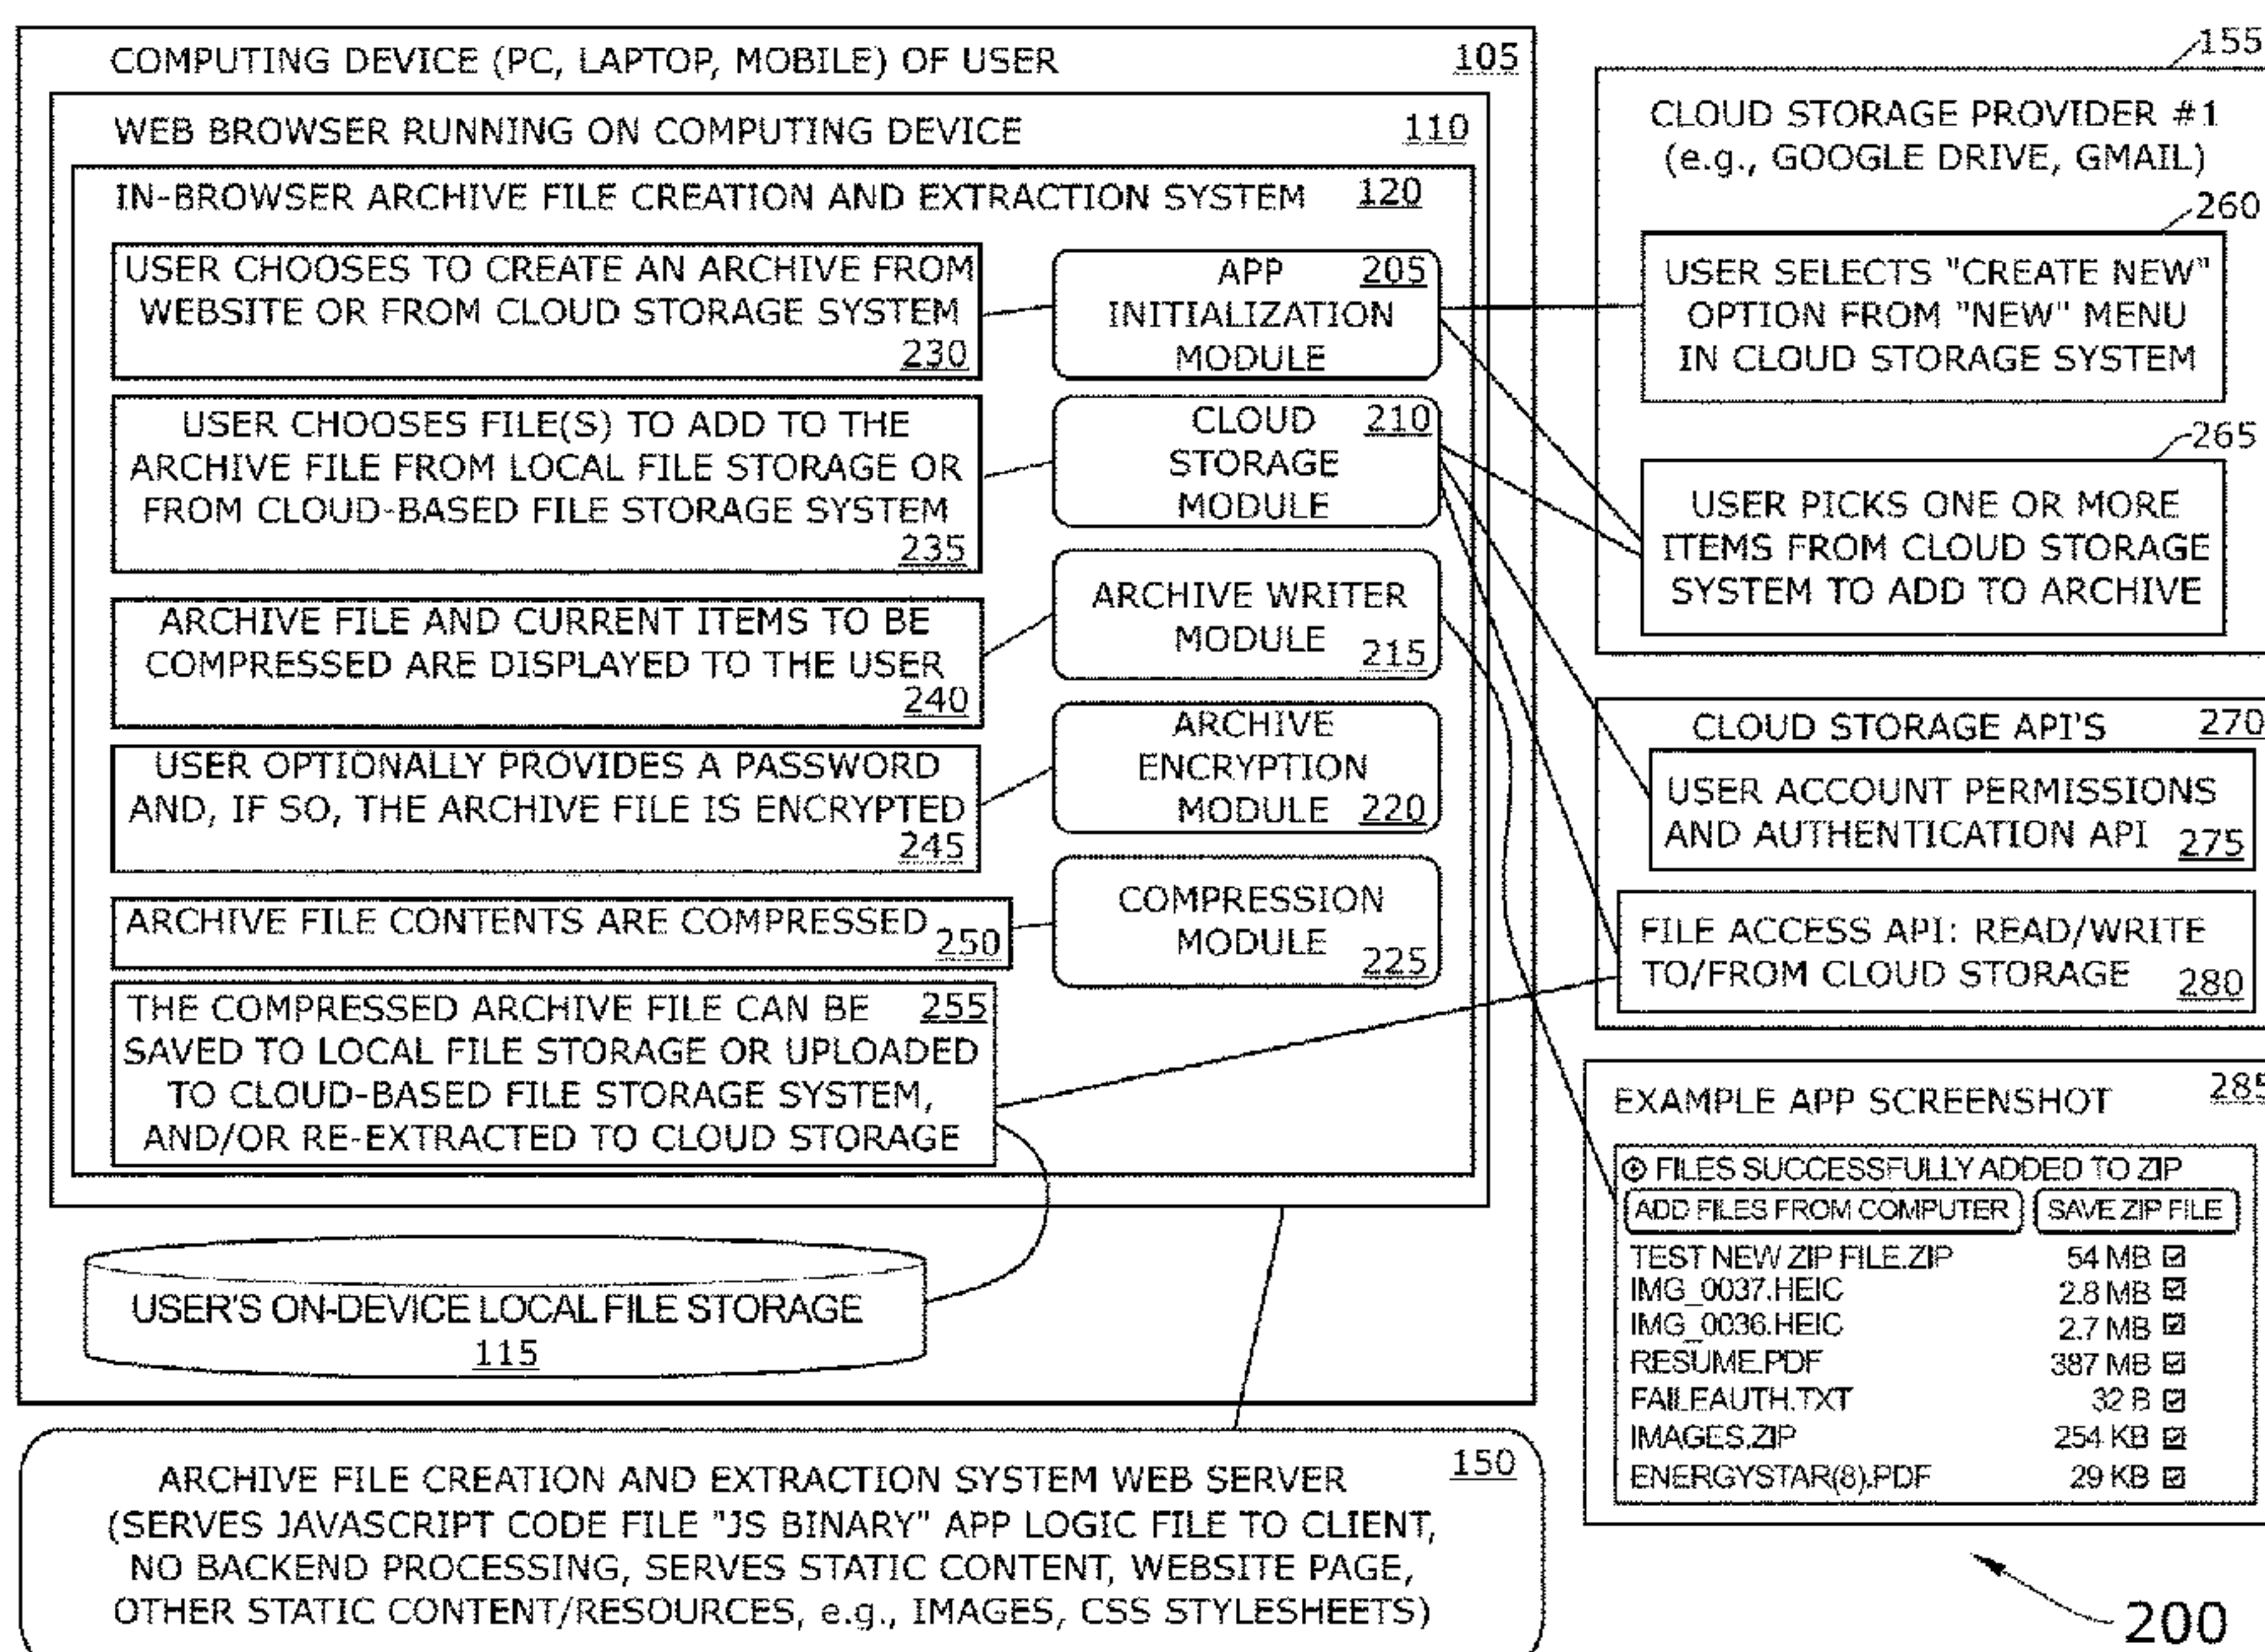 COMPUTING DEVICE (PC, LAPTOP, MOBILE) OF USER 105
WEB BROWSER RUNNING ON COMPUTING DEVICE 110
IN-BROWSER ARCHIVE FILE CREATION AND EXTRACTION SYSTEM 120
USER CHOOSES TO CREATE AN ARCHIVE FROM
WEBSITE OR FROM CLOUD STORAGE SYSTEM
230
USER CHOOSES FILE(S) TO ADD TO THE
ARCHIVE FILE FROM LOCAL FILE STORAGE OR
FROM CLOUD-BASED FILE STORAGE SYSTEM
235
ARCHIVE FILE AND CURRENT ITEMS TO BE
COMPRESSED ARE DISPLAYED TO THE USER
240
USER OPTIONALLY PROVIDES A PASSWORD
AND, IF SO, THE ARCHIVE FILE IS ENCRYPTED
245
ARCHIVE FILE CONTENTS ARE COMPRESSED 250
THE COMPRESSED ARCHIVE FILE CAN BE 255
SAVED TO LOCAL FILE STORAGE OR UPLOADED
TO CLOUD-BASED FILE STORAGE SYSTEM,
AND/OR RE-EXTRACTED TO CLOUD STORAGE
APP 205
INITIALIZATION
MODULE
CLOUD 210
STORAGE
MODULE
ARCHIVE WRITER
MODULE 215
ARCHIVE
ENCRYPTION
MODULE 220
COMPRESSION
MODULE
225
USER'S ON-DEVICE LOCAL FILE STORAGE
115
ARCHIVE FILE CREATION AND EXTRACTION SYSTEM WEB SERVER 150
(SERVES JAVASCRIPT CODE FILE "JS BINARY" APP LOGIC FILE TO CLIENT,
NO BACKEND PROCESSING, SERVES STATIC CONTENT, WEBSITE PAGE,
OTHER STATIC CONTENT/RESOURCES, e.g., IMAGES, CSS STYLESHEETS)
155
CLOUD STORAGE PROVIDER #1
(e.g., GOOGLE DRIVE, GMAIL)
260
USER SELECTS "CREATE NEW"
OPTION FROM "NEW" MENU
IN CLOUD STORAGE SYSTEM
265
USER PICKS ONE OR MORE
ITEMS FROM CLOUD STORAGE
SYSTEM TO ADD TO ARCHIVE
CLOUD STORAGE API'S 270
USER ACCOUNT PERMISSIONS
AND AUTHENTICATION API 275
FILE ACCESS API: READ/WRITE
TO/FROM CLOUD STORAGE 280
EXAMPLE APP SCREENSHOT 285
FILES SUCCESSFULLY ADDED TO ZIP
ADD FILES FROM COMPUTER SAVE ZIP FILE
TEST NEW ZIP FILE.ZIP 54 MB
IMG_0037.HEIC 2.8 MB
IMG_0036.HEIC 2.7 MB
RESUME.PDF 387 MB
FAILEAUTH.TXT 32 B
IMAGES.ZIP 254 KB
ENERGYSTAR(8).PDF 29 KB
200